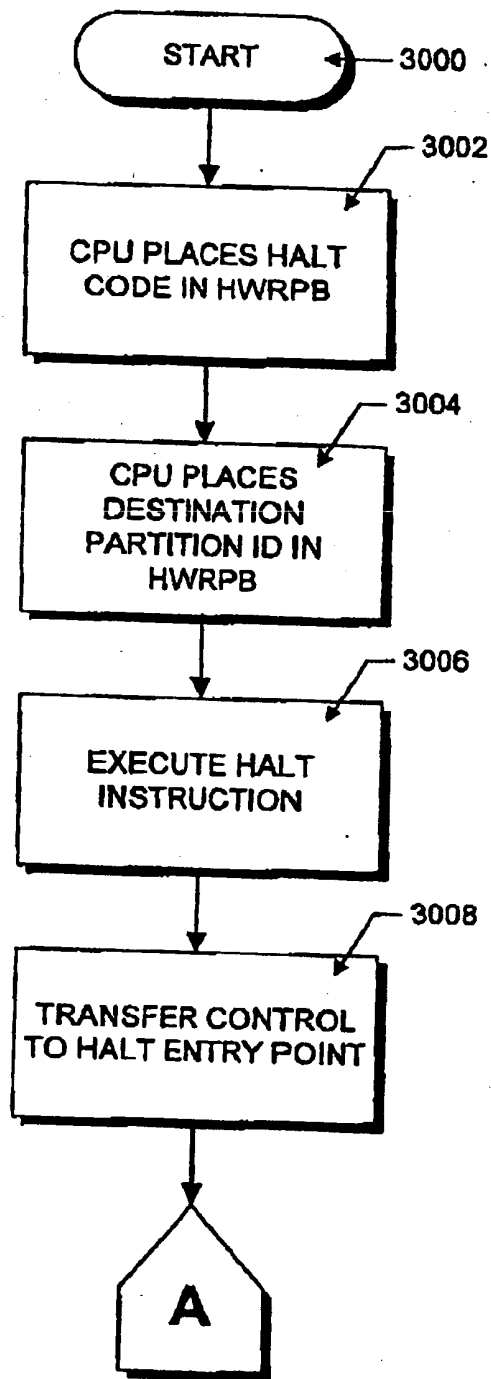 START
3000
3002
CPU PLACES HALT
CODE IN HWRPB
3004
CPU PLACES
DESTINATION
PARTITION ID IN
HWRPB
3006
EXECUTE HALT
INSTRUCTION
3008
TRANSFER CONTROL
TO HALT ENTRY POINT
A